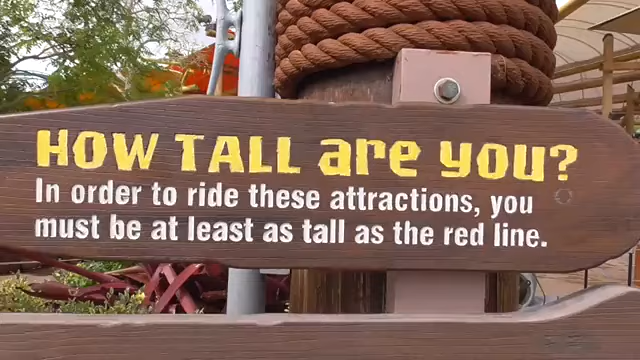 HOW TALL are you?
In order to ride these attractions, you
must be at least as tall as the red line.